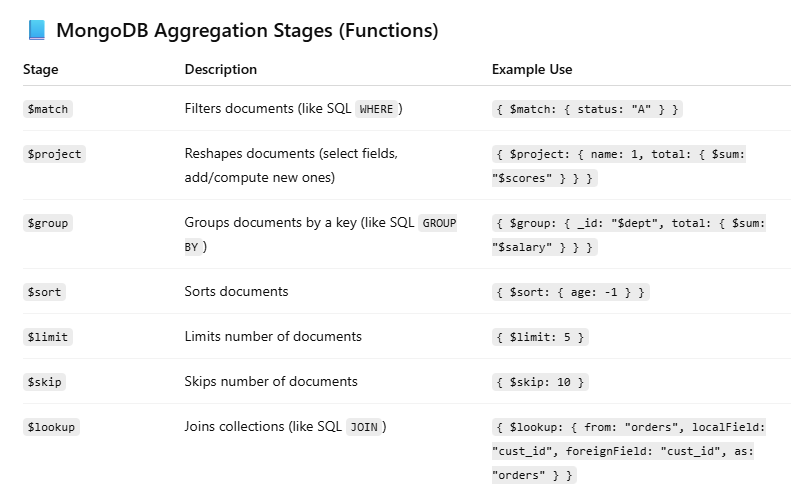 📘 MongoDB Aggregation Stages (Functions)
Stage Description Example Use
$match Filters documents (like SQL WHERE ) { $match: { status: "A" } }
$project Reshapes documents (select fields, { $project: { name: 1, total: { $sum:
add/compute new ones) "$scores" } } }
$group Groups documents by a key (like SQL GROUP { $group: { _id: "$dept", total: { $sum:
BY ) "$salary" } } }
$sort Sorts documents { $sort: { age: -1 } }
$limit Limits number of documents { $limit: 5 }
$skip Skips number of documents { $skip: 10 }
$lookup Joins collections (like SQL JOIN ) { $lookup: { from: "orders", localField:
"cust_id", foreignField: "cust_id", as:
"orders" } }